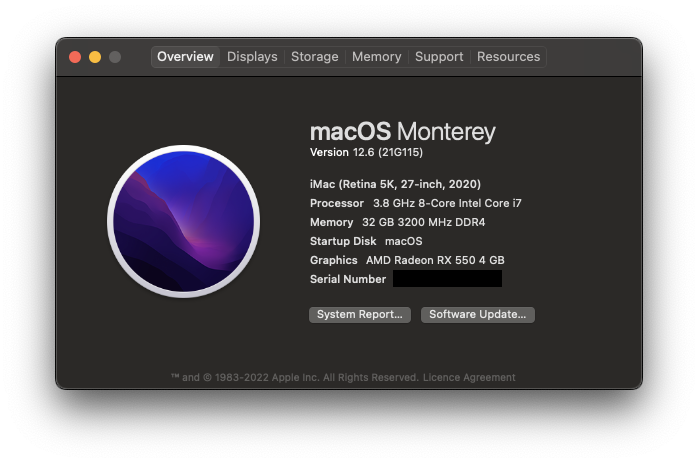 Overview Displays Storage Memory Support Resources
macOS Monterey
Version 12.6 (21G115)
iMac (Retina 5K, 27-inch, 2020)
Processor 3.8 GHz 8-Core Intel Core i7
Memory 32 GB 3200 MHz DDR4
Startup Disk macOS
Graphics AMD Radeon RX 550 4 GB
Serial Number
System Report... Software Update...
™ and © 1983-2022 Apple Inc. All Rights Reserved. Licence Agreement